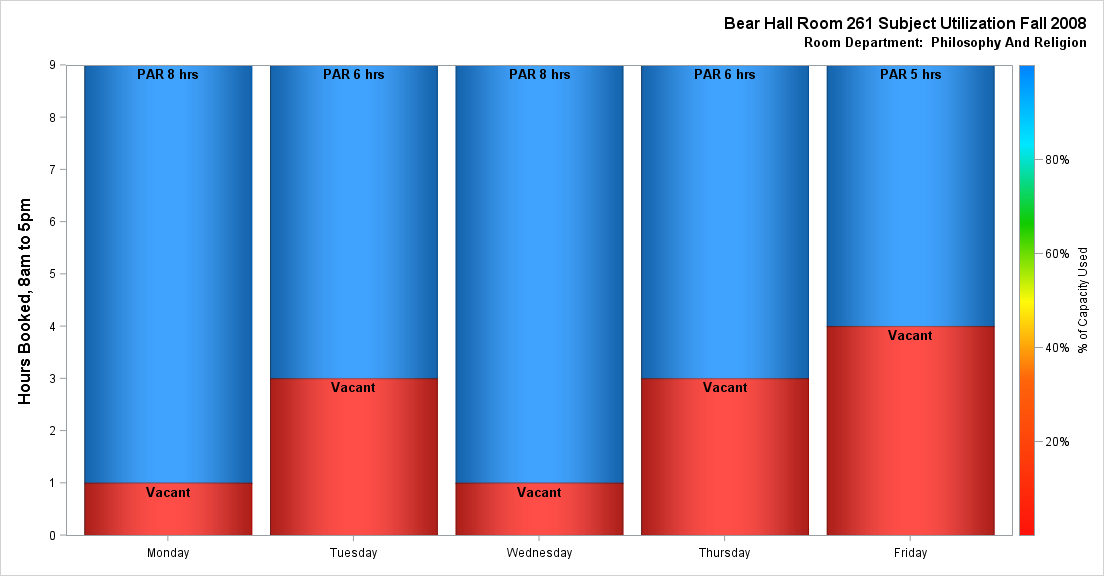 Bear Hall Room 261 Subject Utilization Fall 2008
Room Department:  Philosophy And Religion
Hours Booked, 8am to 5pm
9
8
7
6
5
4
3
2
1
0
PAR 8 hrs
Vacant
PAR 6 hrs
Vacant
PAR 8 hrs
Vacant
PAR 6 hrs
Vacant
PAR 5 hrs
Vacant
Monday
Tuesday
Wednesday
Thursday
Friday
80%
60%
40%
20%
% of Capacity Used